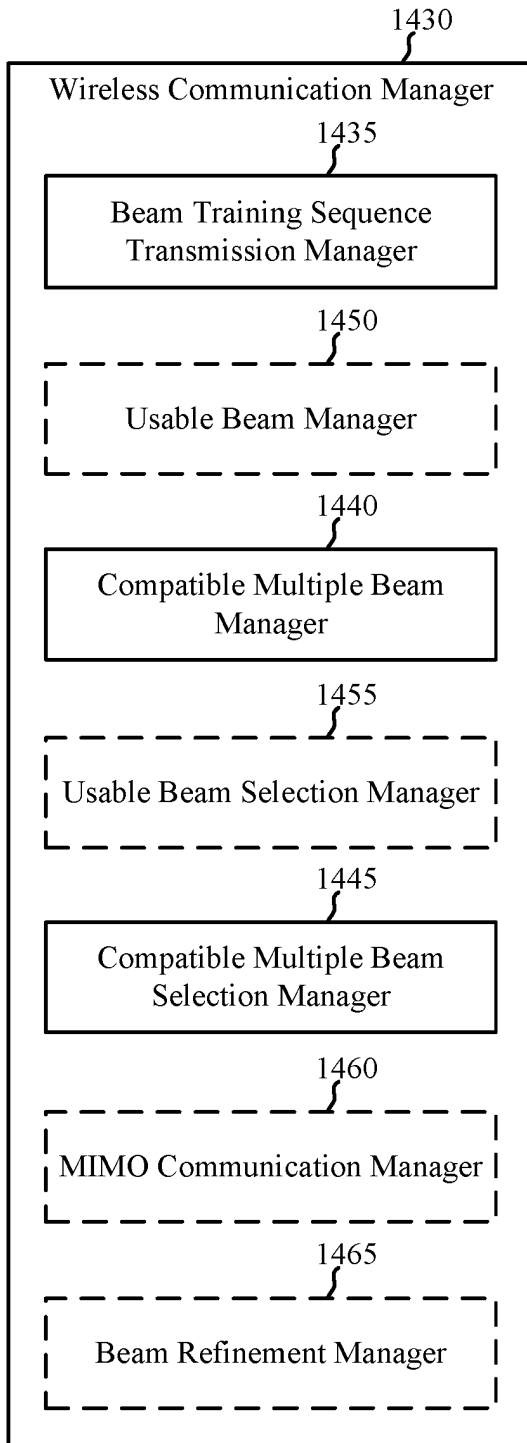 1430
Wireless Communication Manager
1435
Beam Training Sequence
Transmission Manager
1450
Usable Beam Manager
1440
Compatible Multiple Beam
Manager
1455
Usable Beam Selection Manager
1445
Compatible Multiple Beam
Selection Manager
1460
MIMO Communication Manager
1465
Beam Refinement Manager